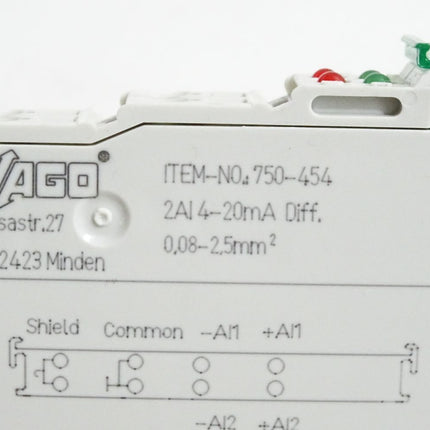 WAGO®
ITEM-NO.: 750-454
sastr.27
2AI 4-20mA Diff.
2423 Minden
0,08-2,5mm²
Shield Common -AI1 +AI1
-AI2 +AI2